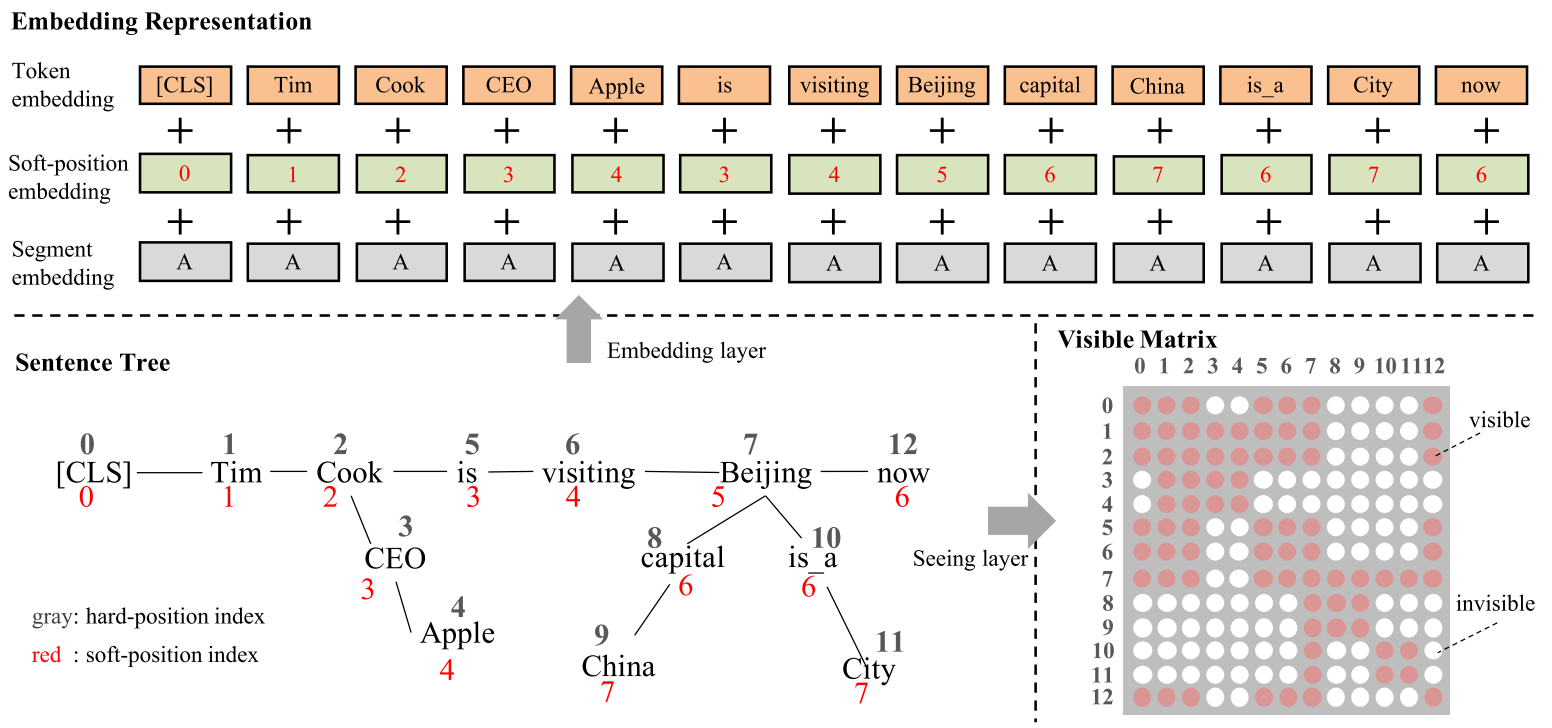 Embedding Representation
Token embedding
[CLS] Tim Cook CEO Apple is visiting Beijing capital China is_a City now
+ + + + + + + + + + + + +
Soft-position embedding
0 1 2 3 4 3 4 5 6 7 6 7 6
+ + + + + + + + + + + + +
Segment embedding
A A A A A A A A A A A A A
Embedding layer
Sentence Tree
0 1 2 5 6 7 12
[CLS] Tim Cook is visiting Beijing now
0 1 2 3 4 5 6
3
CEO
3
4
Apple
4
8
capital
6
9
China
7
10
is_a
6
11
City
7
gray: hard-position index
red : soft-position index
Seeing layer
Visible Matrix
0 1 2 3 4 5 6 7 8 9 10 11 12
0
1
2
3
4
5
6
7
8
9
10
11
12
visible
invisible